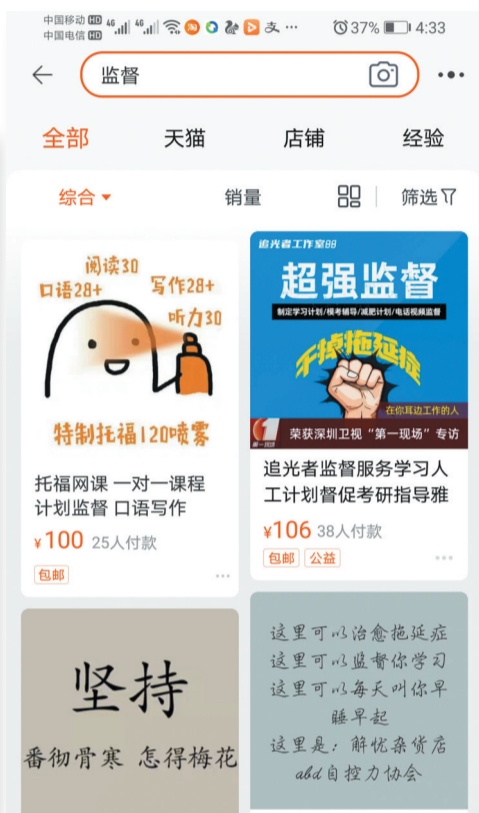 中国移动 HD 4G 4G 37% 4:33
中国电信 HD
监督
全部 天猫 店铺 经验
综合 销量 筛选
阅读30
口语28+ 写作28+
听力30
特制托福120喷雾
托福网课 一对一课程
计划监督 口语写作
¥100 25人付款
包邮
追光者工作室88
超强监督
制定学习计划/模考辅导/减肥计划/电话视频监督
干掉拖延症
在你耳边工作的人
第一现场
荣获深圳卫视“第一现场”专访
追光者监督服务学习人
工计划督促考研指导雅
¥106 38人付款
包邮 公益
坚持
番彻骨寒 怎得梅花
这里可以治愈拖延症
这里可以监督你学习
这里可以每天叫你早
睡早起
这里是：解忧杂货店
abd自控力协会